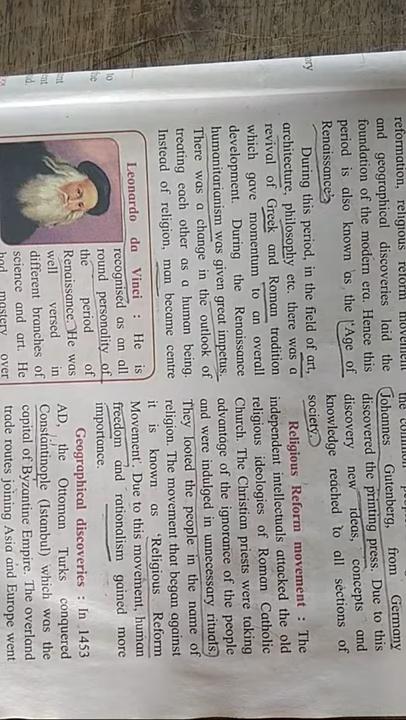 reformation, religious reform movement
and geographical discoveries laid the
foundation of the modern era. Hence this
period is also known as the 'Age of
Renaissance'.
During this period, in the field of art,
architecture, philosophy etc. there was a
revival of Greek and Roman tradition
which gave momentum to an overall
development. During the Renaissance
humanitarianism was given great impetus.
There was a change in the outlook of
treating each other as a human being.
Instead of religion, man became centre
Leonardo da Vinci : He is
recognised as an all
round personality of
the period of
Renaissance. He was
well versed in
different branches of
science and art. He
had mastery over
the common
Johannes Gutenberg, from Germany
discovered the printing press. Due to this
discovery new ideas, concepts and
knowledge reached to all sections of
society.
Religious Reform movement : The
independent intellectuals attacked the old
religious ideologies of Roman Catholic
Church. The Christian priests were taking
advantage of the ignorance of the people
and were indulged in unnecessary rituals.
They looted the people in the name of
religion. The movement that began against
it is known as 'Religious Reform
Movement'. Due to this movement, human
freedom and rationalism gained more
importance.
Geographical discoveries : In 1453
AD, the Ottoman Turks conquered
Constantinople (Istanbul) which was the
capital of Byzantine Empire. The overland
trade routes joining Asia and Europe went